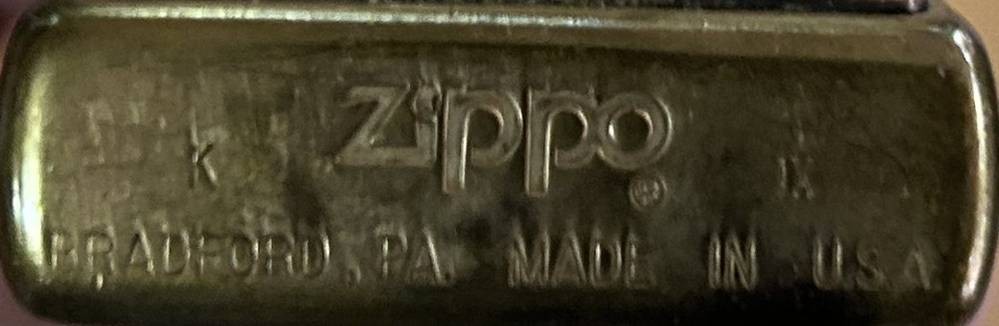 Zippo ®
K IX
BRADFORD, PA. MADE IN U.S.A.